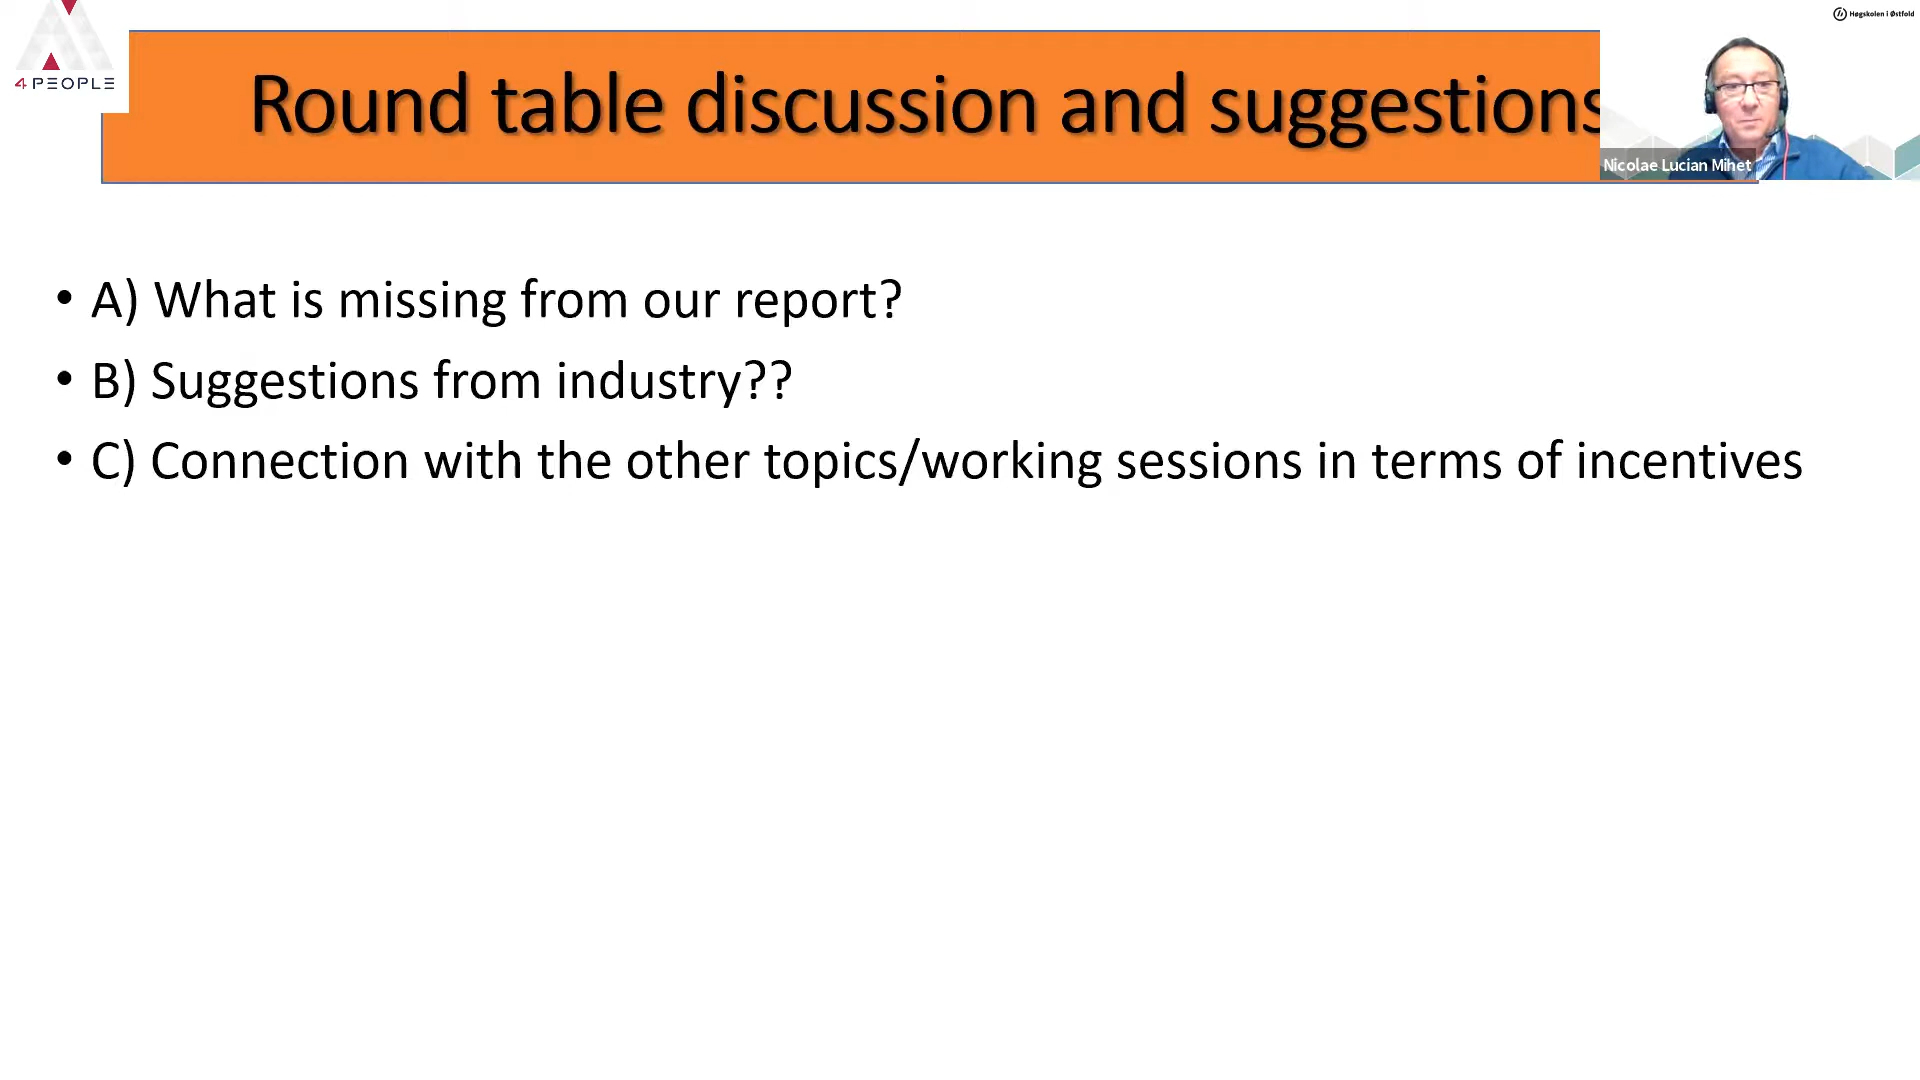 Høgskolen i Østfold
4PEOPLE
Round table discussion and suggestions
Nicolae Lucian Mihet
• A) What is missing from our report?
• B) Suggestions from industry??
• C) Connection with the other topics/working sessions in terms of incentives